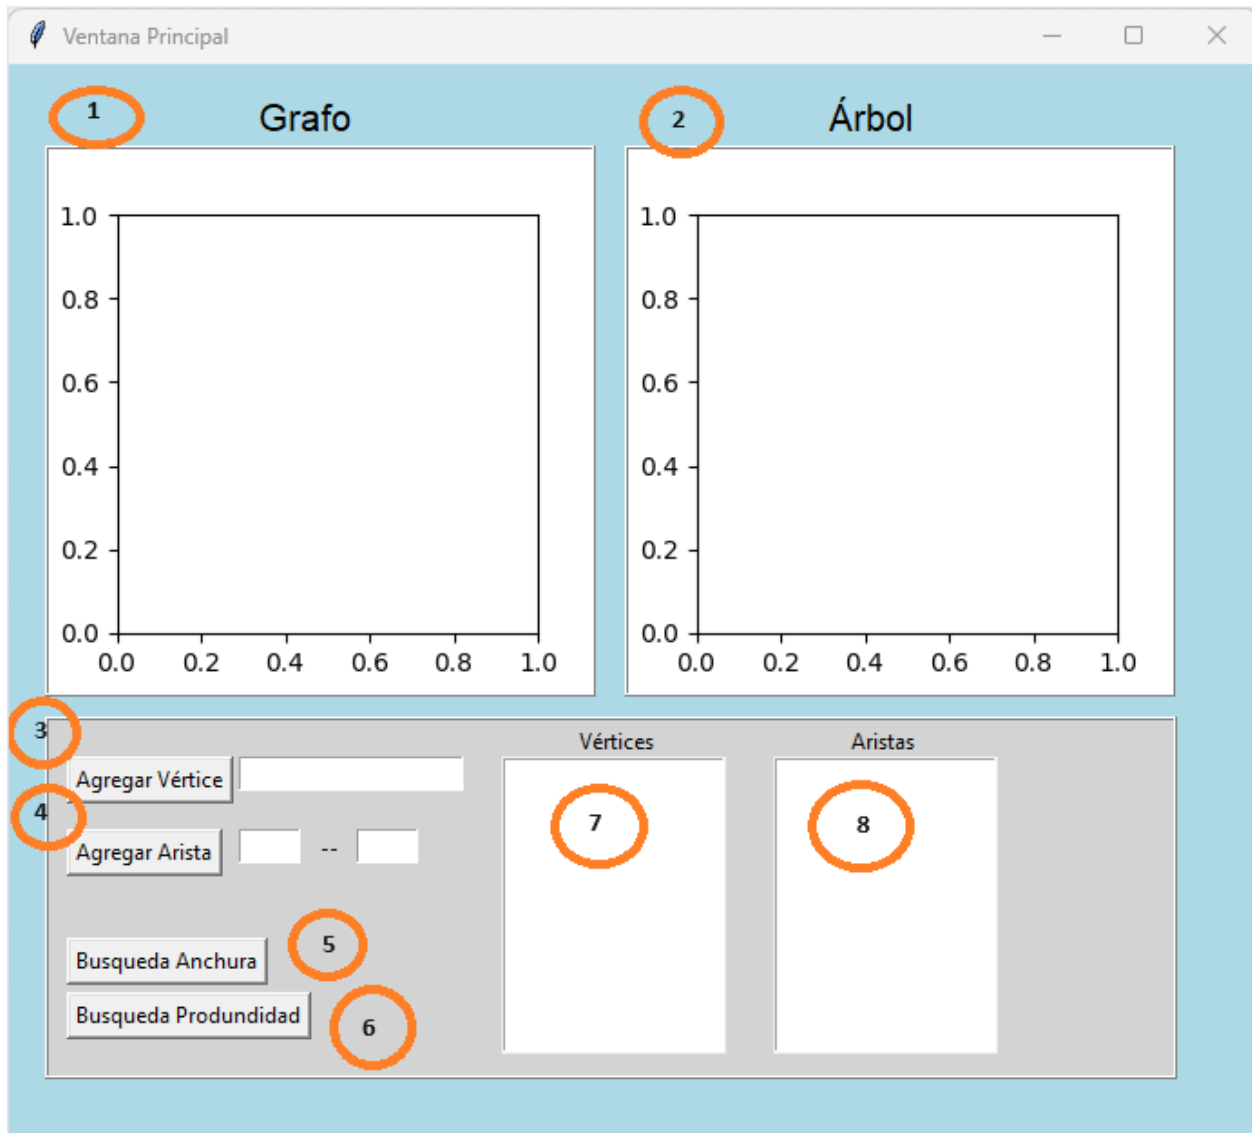 Ventana Principal
1 Grafo
2 Árbol
1.0 1.0
0.8 0.8
0.6 0.6
0.4 0.4
0.2 0.2
0.0 0.0
0.0 0.2 0.4 0.6 0.8 1.0 0.0 0.2 0.4 0.6 0.8 1.0
3
Vértices Aristas
Agregar Vértice
4
7 8
Agregar Arista --
5
Busqueda Anchura
Busqueda Produndidad
6